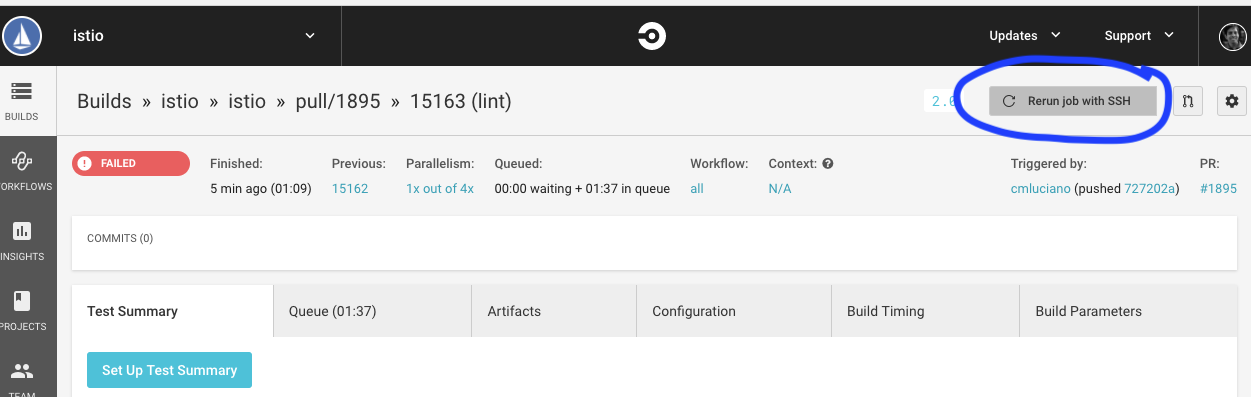 istio
Updates
Support
BUILDS
Builds » istio » istio » pull/1895 » 15163 (lint)
2.0
Rerun job with SSH
WORKFLOWS
FAILED
Finished:
Previous:
Parallelism:
Queued:
Workflow:
Context:
Triggered by:
PR:
5 min ago (01:09)
15162
1x out of 4x
00:00 waiting + 01:37 in queue
all
N/A
cmluciano (pushed 727202a)
#1895
INSIGHTS
COMMITS (0)
PROJECTS
Test Summary
Queue (01:37)
Artifacts
Configuration
Build Timing
Build Parameters
Set Up Test Summary
TEAM